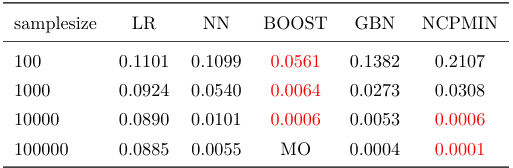 samplesize LR NN BOOST GBN NCPMIN
100 0.1101 0.1099 0.0561 0.1382 0.2107
1000 0.0924 0.0540 0.0064 0.0273 0.0308
10000 0.0890 0.0101 0.0006 0.0053 0.0006
100000 0.0885 0.0055 MO 0.0004 0.0001